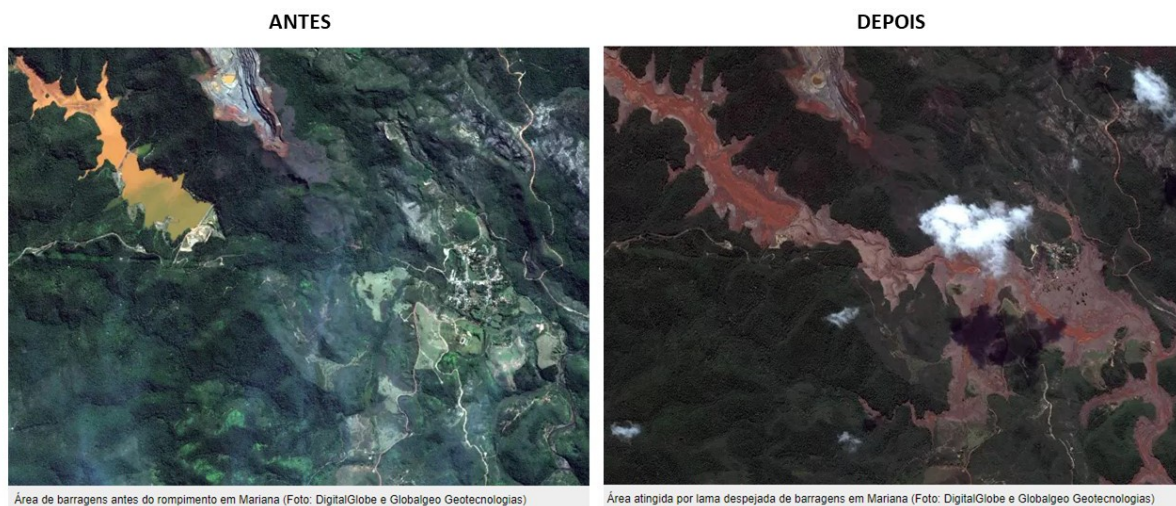 ANTES
DEPOIS
Área de barragens antes do rompimento em Mariana (Foto: DigitalGlobe e Globalgeo Geotecnologias)
Área atingida por lama despejada de barragens em Mariana (Foto: DigitalGlobe e Globalgeo Geotecnologias)